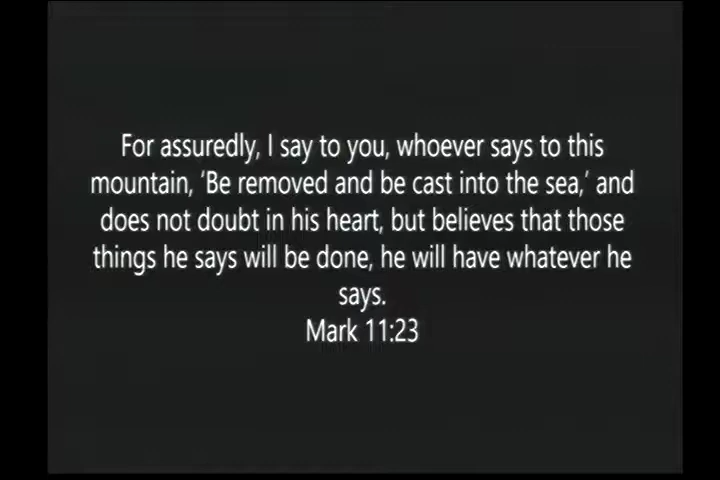 For assuredly, I say to you, whoever says to this
mountain, ‘Be removed and be cast into the sea,’ and
does not doubt in his heart, but believes that those
things he says will be done, he will have whatever he
says.
Mark 11:23